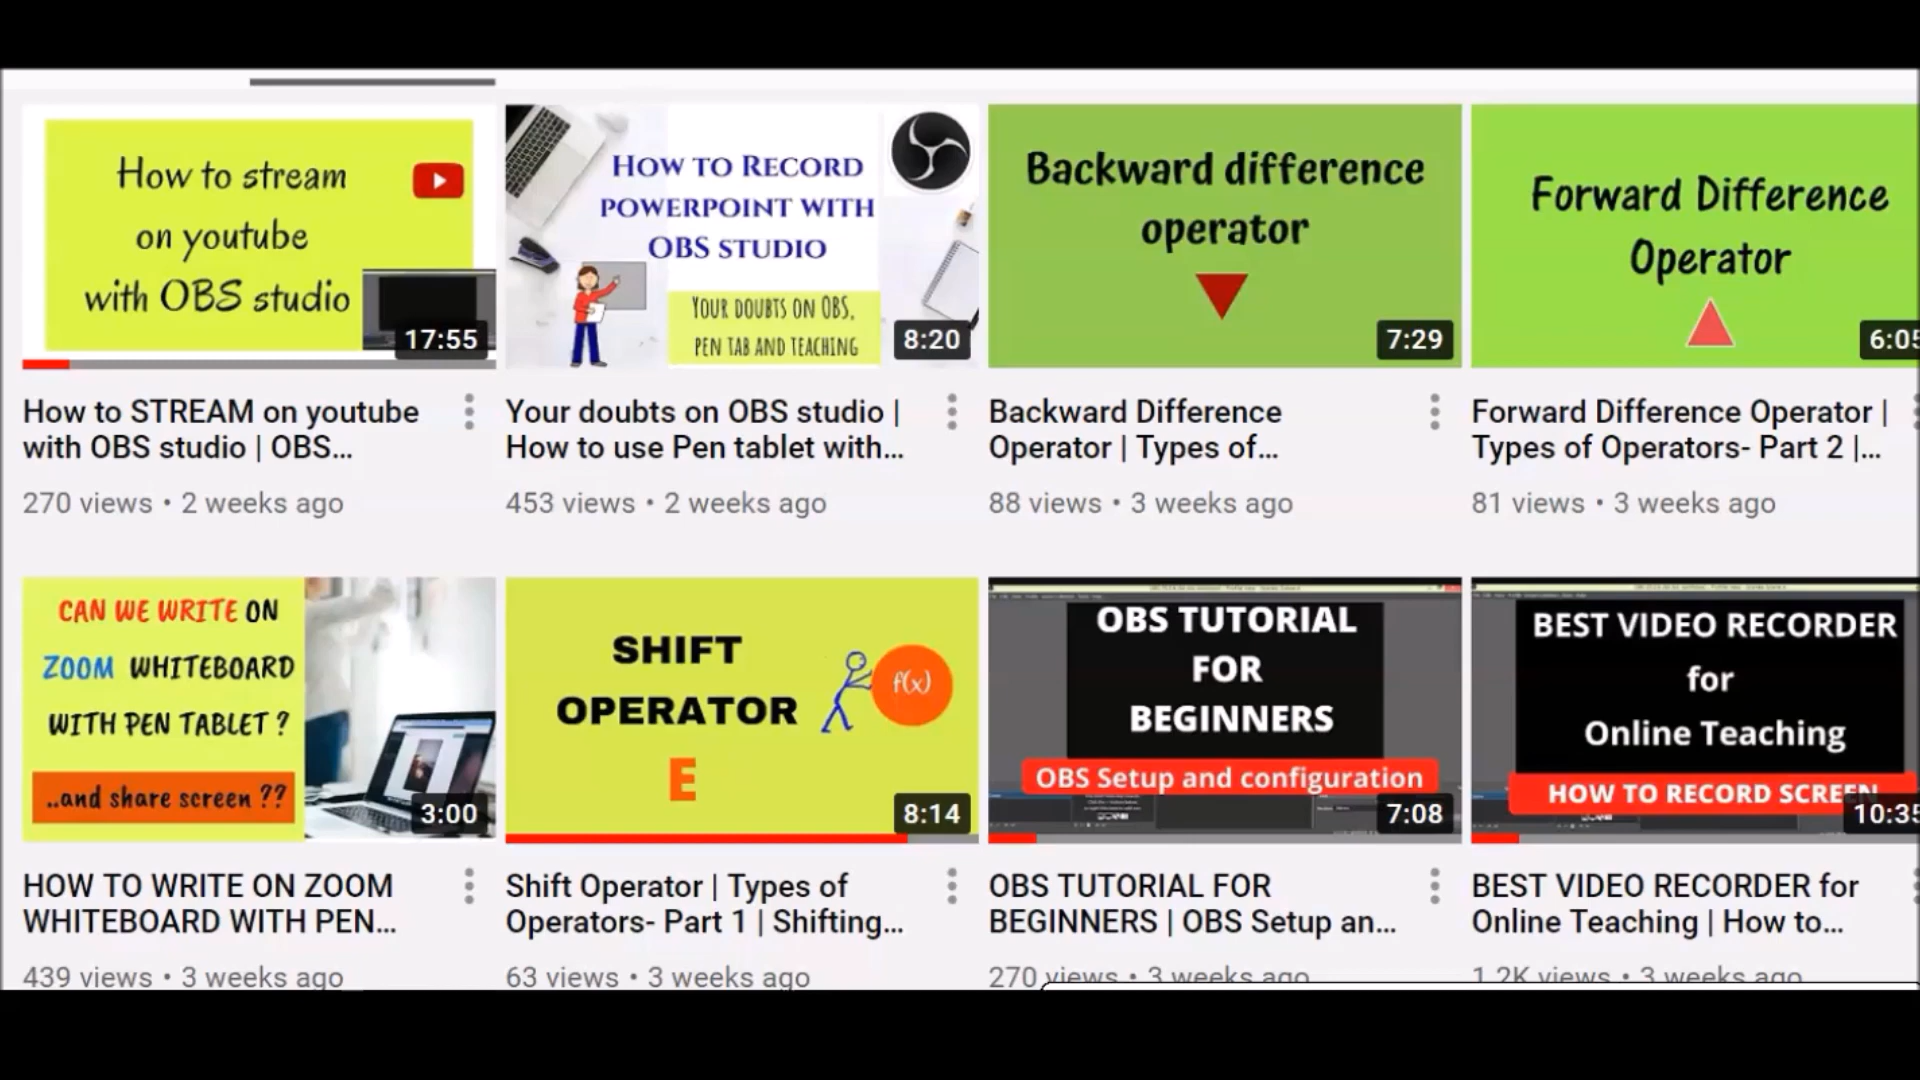 How to stream
on youtube
with OBS studio
17:55
How to STREAM on youtube
with OBS studio | OBS...
270 views • 2 weeks ago
HOW TO RECORD
POWERPOINT WITH
OBS STUDIO
YOUR DOUBTS ON OBS,
PEN TAB AND TEACHING
8:20
Your doubts on OBS studio |
How to use Pen tablet with...
453 views • 2 weeks ago
Backward difference
operator
7:29
Backward Difference
Operator | Types of...
88 views • 3 weeks ago
Forward Difference
Operator
6:05
Forward Difference Operator |
Types of Operators- Part 2 |...
81 views • 3 weeks ago
CAN WE WRITE ON
ZOOM WHITEBOARD
WITH PEN TABLET ?
..and share screen ??
3:00
HOW TO WRITE ON ZOOM
WHITEBOARD WITH PEN...
439 views • 3 weeks ago
SHIFT
OPERATOR
E
f(x)
8:14
Shift Operator | Types of
Operators- Part 1 | Shifting...
63 views • 3 weeks ago
OBS TUTORIAL
FOR
BEGINNERS
OBS Setup and configuration
7:08
OBS TUTORIAL FOR
BEGINNERS | OBS Setup an...
270 views • 3 weeks ago
BEST VIDEO RECORDER
for
Online Teaching
HOW TO RECORD SCREEN
10:35
BEST VIDEO RECORDER for
Online Teaching | How to...
1.2K views • 3 weeks ago